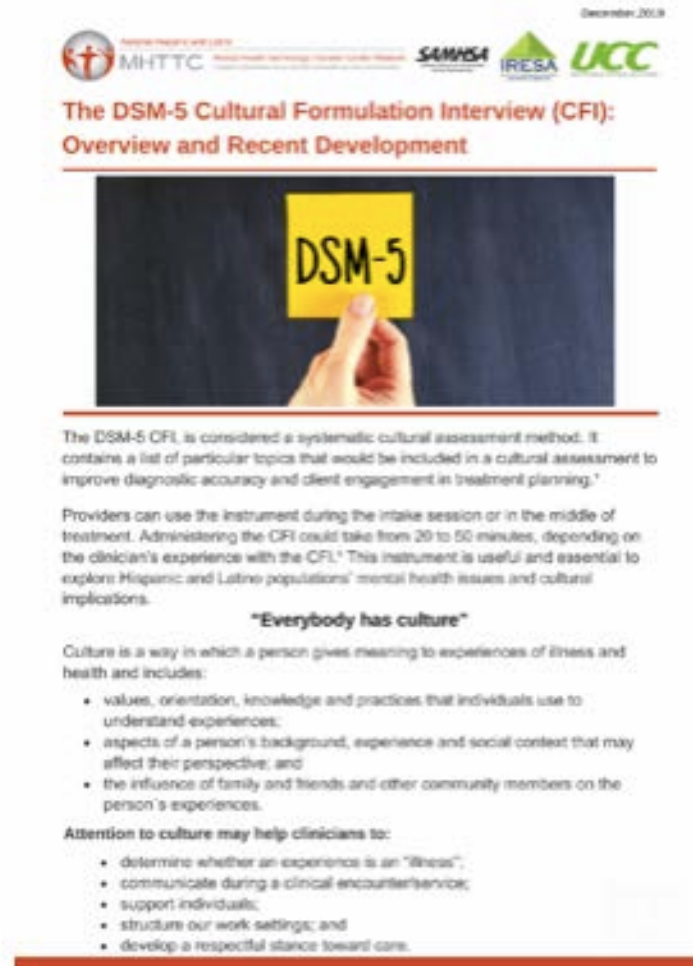 December 2019
MHTTC
SAMHSA
IRESA
UCC
The DSM-5 Cultural Formulation Interview (CFI):
Overview and Recent Development
DSM-5
The DSM-5 CFI, is considered a systematic cultural assessment method. It
contains a list of particular topics that would be included in a cultural assessment to
improve diagnostic accuracy and client engagement in treatment planning.*
Providers can use the instrument during the intake session or in the middle of
treatment. Administering the CFI could take from 20 to 50 minutes, depending on
the clinician's experience with the CFI.* This instrument is useful and essential to
explore Hispanic and Latino populations' mental health issues and cultural
implications.
"Everybody has culture"
Culture is a way in which a person gives meaning to experiences of illness and
health and includes:
• values, orientation, knowledge and practices that individuals use to
understand experiences;
• aspects of a person's background, experience and social context that may
affect their perspective; and
• the influence of family and friends and other community members on the
person´s experiences.
Attention to culture may help clinicians to:
• determine whether an experience is an "illness";
• communicate during a clinical encounter/service;
• support individuals;
• structure our work settings; and
• develop a respectful stance toward care.